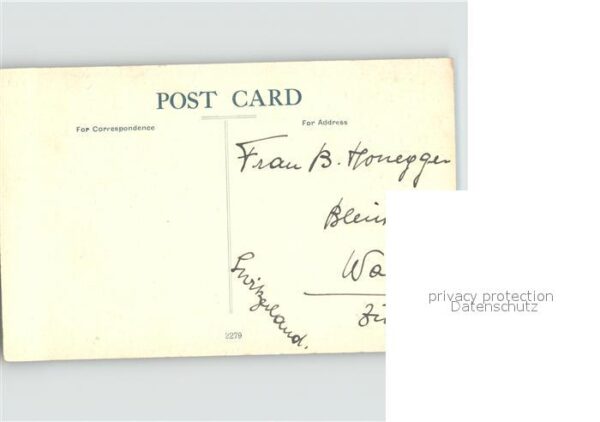 POST CARD
For Correspondence
For Address
Frau B. Honegger
Switzerland.
2279
privacy protection
Datenschutz